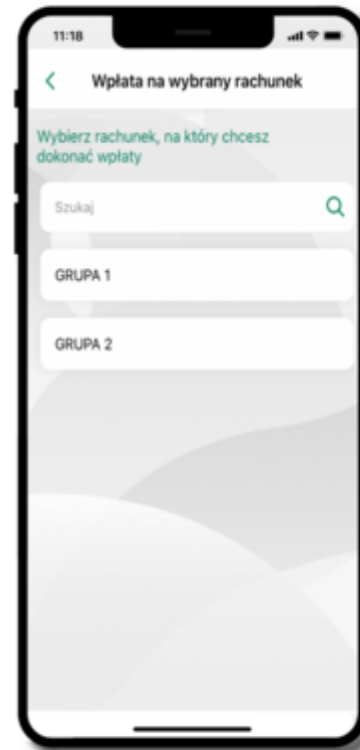 11:18
Wpłata na wybrany rachunek
Wybierz rachunek, na który chcesz
dokonać wpłaty
Szukaj
GRUPA 1
GRUPA 2